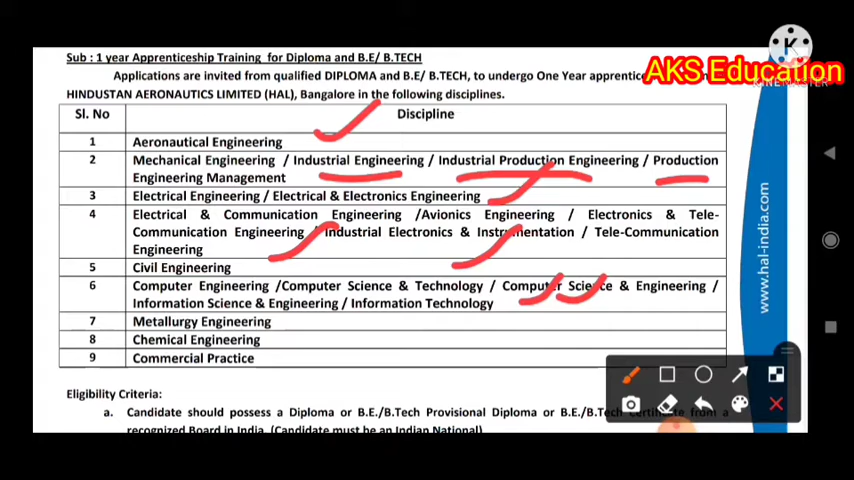 Sub : 1 year Apprenticeship Training for Diploma and B.E/ B.TECH
Applications are invited from qualified DIPLOMA and B.E/ B.TECH, to undergo One Year
AKS Education
HINDUSTAN AERONAUTICS LIMITED (HAL), Bangalore in the following disciplines.
Sl. No Discipline
1 Aeronautical Engineering
2 Mechanical Engineering / Industrial Engineering / Industrial Production Engineering / Production
Engineering Management
3 Electrical Engineering / Electrical & Electronics Engineering
4 Electrical & Communication Engineering /Avionics Engineering / Electronics & Tele-
Communication Engineering / Industrial Electronics & Instrumentation / Tele-Communication
Engineering
5 Civil Engineering
6 Computer Engineering /Computer Science & Technology / Computer Science & Engineering /
Information Science & Engineering / Information Technology
7 Metallurgy Engineering
8 Chemical Engineering
9 Commercial Practice
www.hal-india.com
Eligibility Criteria:
a. Candidate should possess a Diploma or B.E./B.Tech Provisional Diploma or B.E./B.Tech certificate from a
recognized Board in India. (Candidate must be an Indian National)